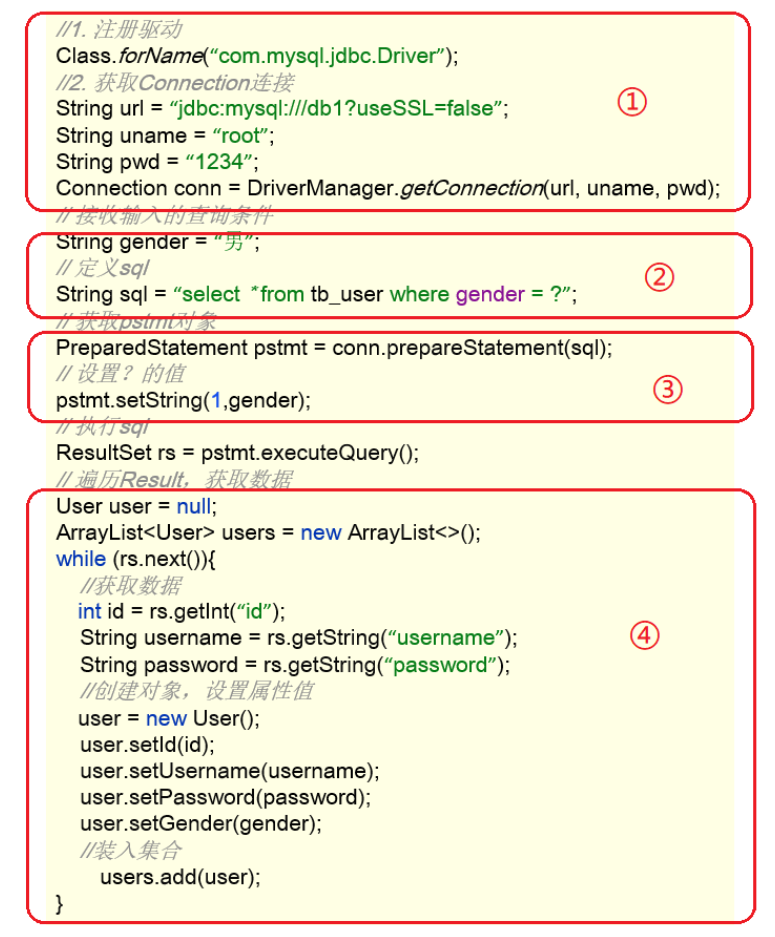 //1. 注册驱动
Class.forName(“com.mysql.jdbc.Driver”);
//2. 获取Connection连接
String url = “jdbc:mysql:///db1?useSSL=false”;
①
String uname = “root”;
String pwd = “1234”;
Connection conn = DriverManager.getConnection(url, uname, pwd);
// 接收输入的查询条件
String gender = “男”;
// 定义sql
②
String sql = “select *from tb_user where gender = ?”;
// 获取pstmt对象
PreparedStatement pstmt = conn.prepareStatement(sql);
// 设置？的值
③
pstmt.setString(1,gender);
// 执行sql
ResultSet rs = pstmt.executeQuery();
// 遍历Result，获取数据
User user = null;
ArrayList<User> users = new ArrayList<>();
while (rs.next()){
//获取数据
int id = rs.getInt(“id”);
String username = rs.getString(“username”);
④
String password = rs.getString(“password”);
//创建对象，设置属性值
user = new User();
user.setId(id);
user.setUsername(username);
user.setPassword(password);
user.setGender(gender);
//装入集合
users.add(user);
}